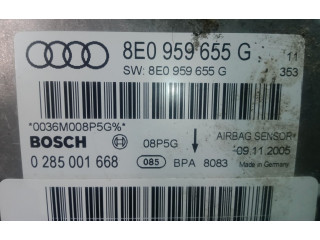 8E0 959 655 G 11
SW: 8E0 959 655 G 353
*0036M008P5G%*
BOSCH 08P5G AIRBAG SENSOR
0 285 001 668 085 BPA 8083 09.11.2005
Made in Germany